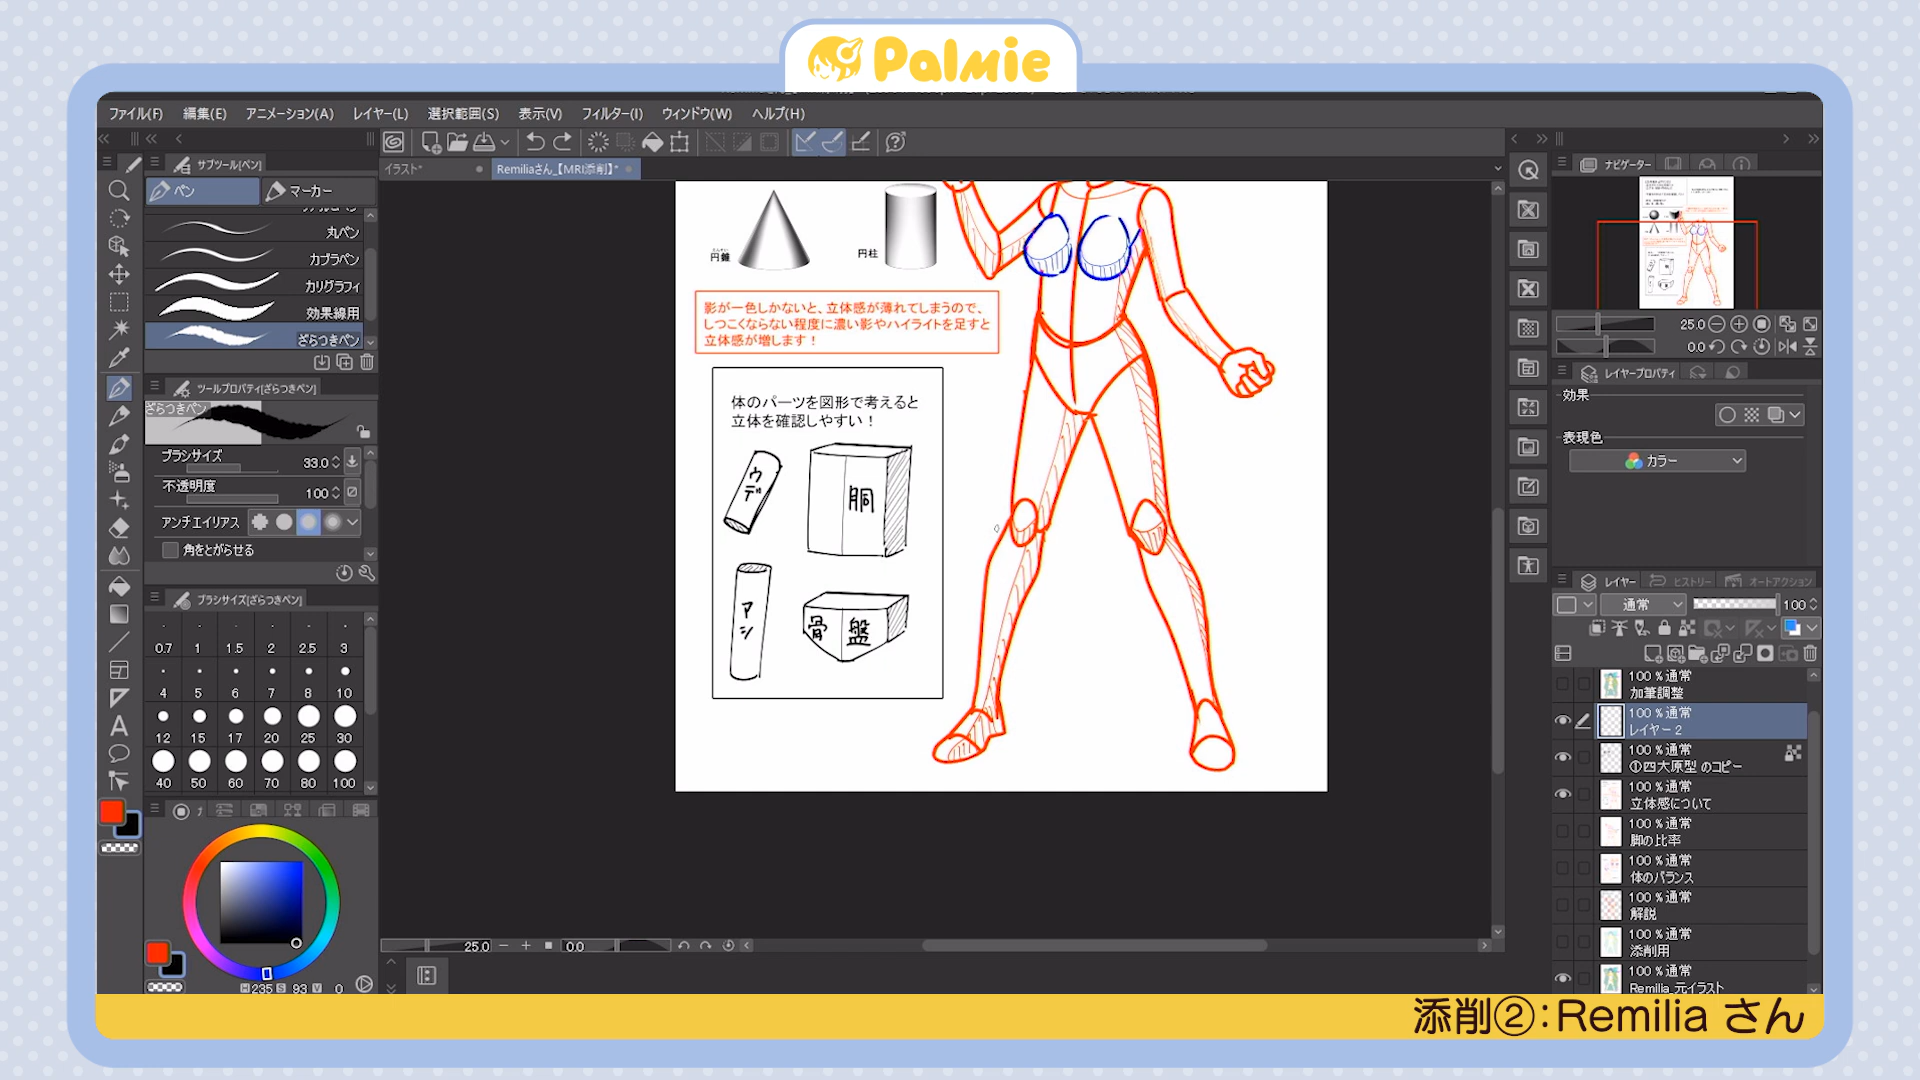 Palmie
ファイル(F) 編集(E) アニメーション(A) レイヤー(L) 選択範囲(S) 表示(V) フィルター(I) ウィンドウ(W) ヘルプ(H)
サブツール[ペン]
ペン
マーカー
丸ペン
カブラペン
カリグラフィ
効果線用
ざらつきペン
ツールプロパティ[ざらつきペン]
ざらつきペン
ブラシサイズ 33.0
不透明度 100
アンチエイリアス
角をとがらせる
ブラシサイズ[ざらつきペン]
0.7 1 1.5 2 2.5 3
4 5 6 7 8 10
12 15 17 20 25 30
40 50 60 70 80 100
H 235 S 93 V 0
イラスト*
Remiliaさん_【MRI添削】*
円錐
円柱
影が一色しかないと、立体感が薄れてしまうので、
しつこくならない程度に濃い影やハイライトを足すと
立体感が増します！
体のパーツを図形で考えると
立体を確認しやすい！
ウデ
胴
アシ
骨盤
25.0
0.0
ナビゲーター
25.0
0.0
レイヤープロパティ
効果
表現色
カラー
レイヤー
ヒストリー
オートアクション
通常
100
100 %通常
加筆調整
100 %通常
レイヤー 2
100 %通常
①四大原型 のコピー
100 %通常
立体感について
100 %通常
脚の比率
100 %通常
体のバランス
100 %通常
解説
100 %通常
添削用
100 %通常
Remilia_元イラスト
添削②:Remilia さん